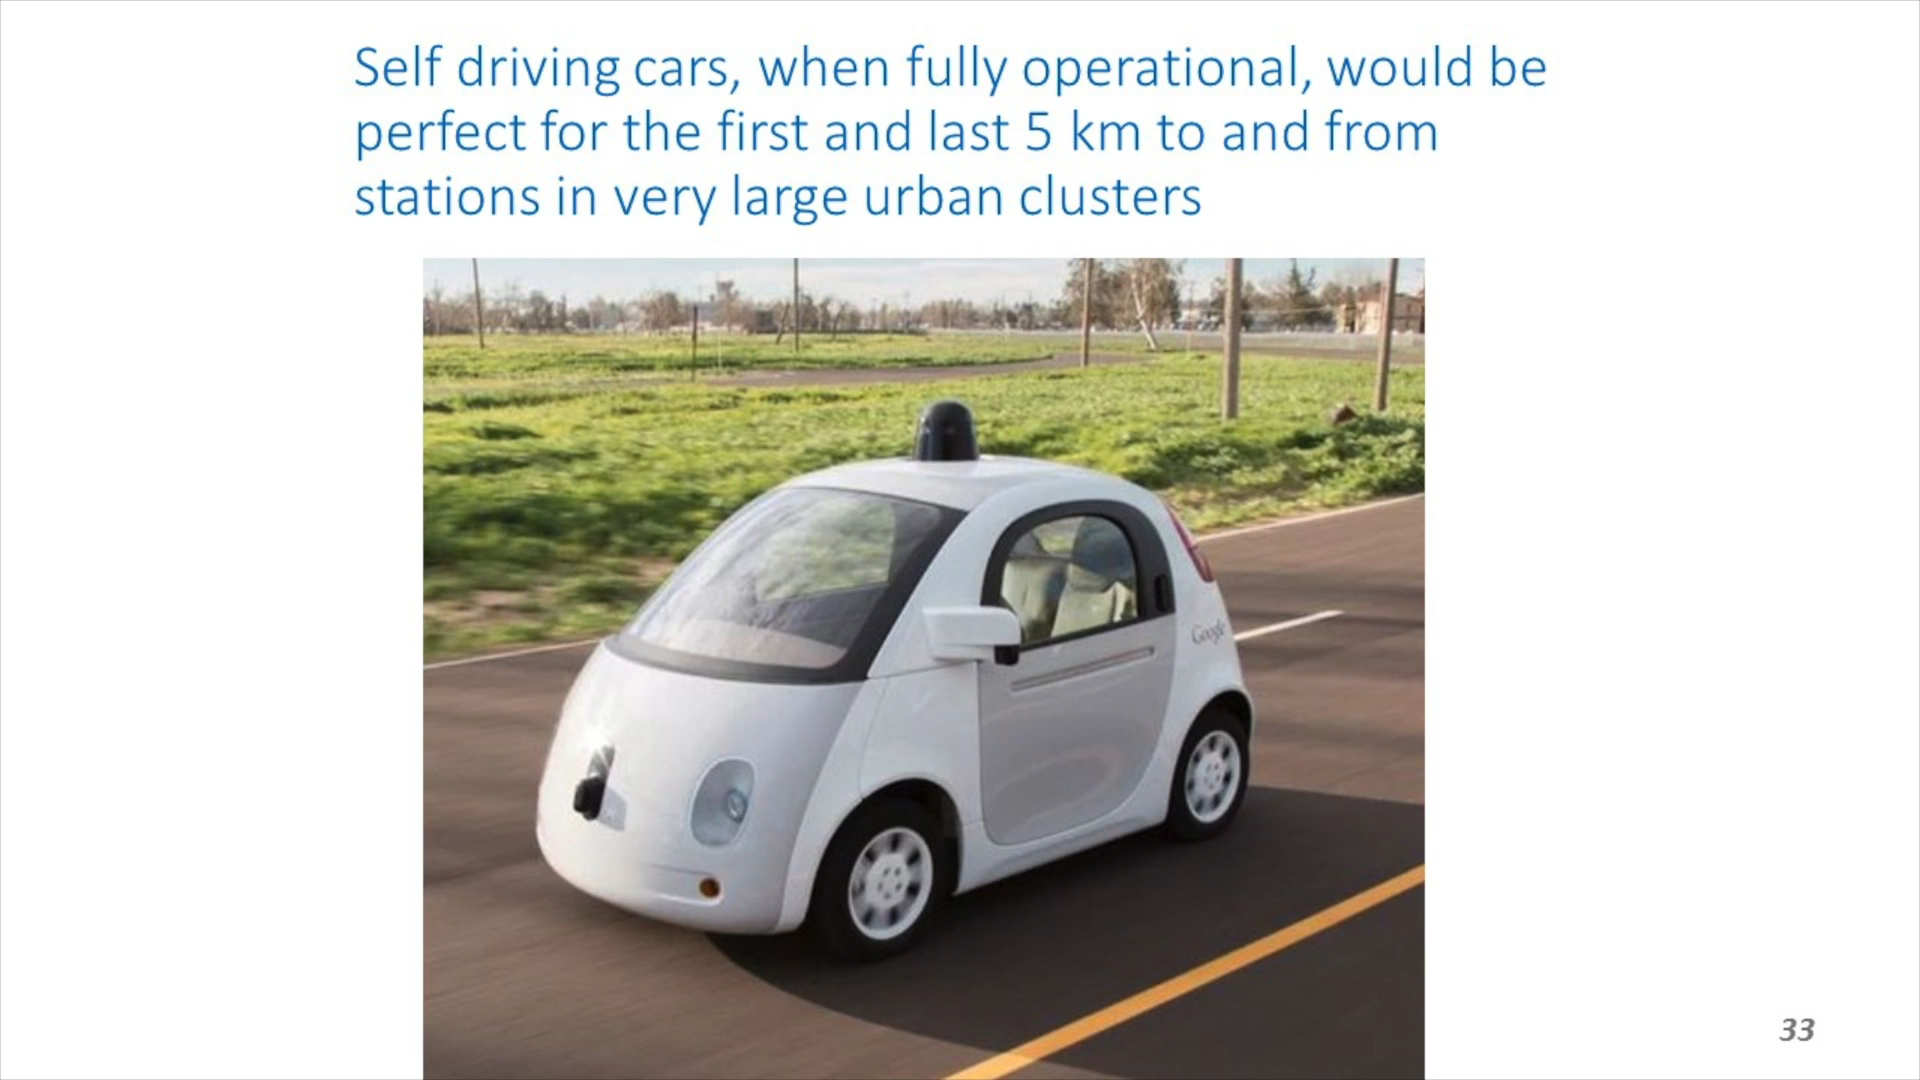 Self driving cars, when fully operational, would be
perfect for the first and last 5 km to and from
stations in very large urban clusters
Google
33